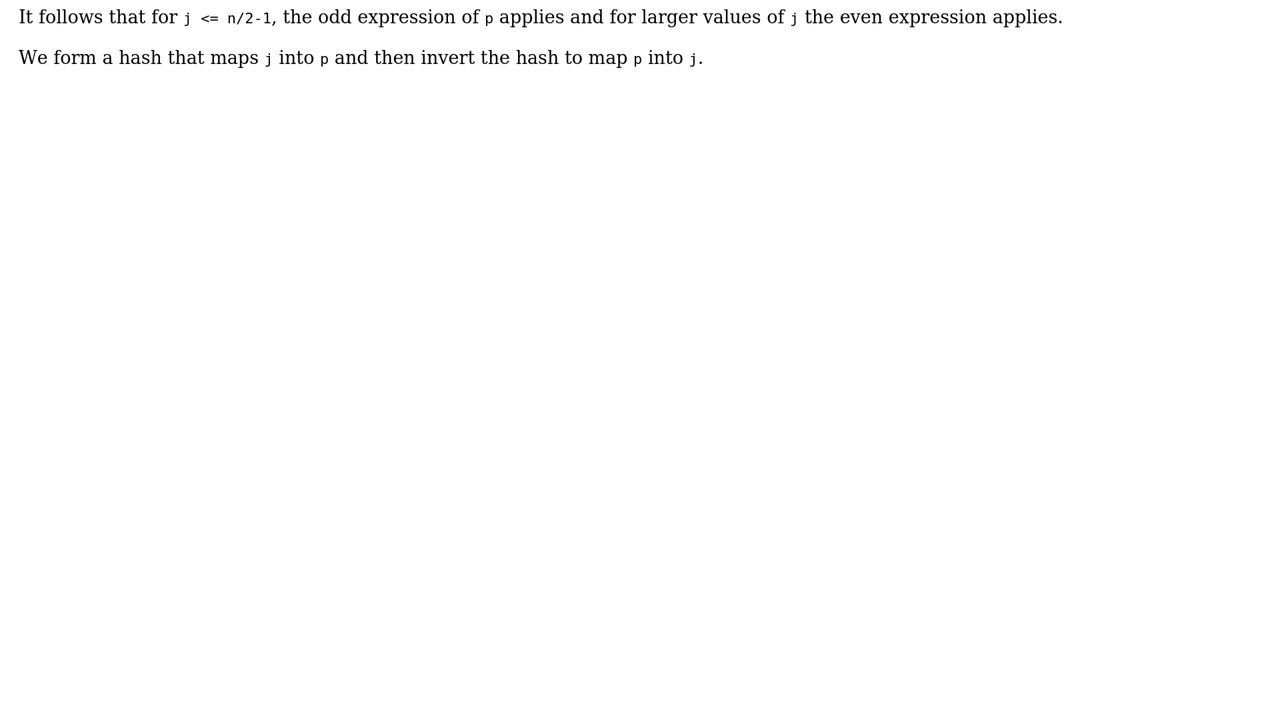 It follows that for j <= n/2-1, the odd expression of p applies and for larger values of j the even expression applies.
We form a hash that maps j into p and then invert the hash to map p into j.